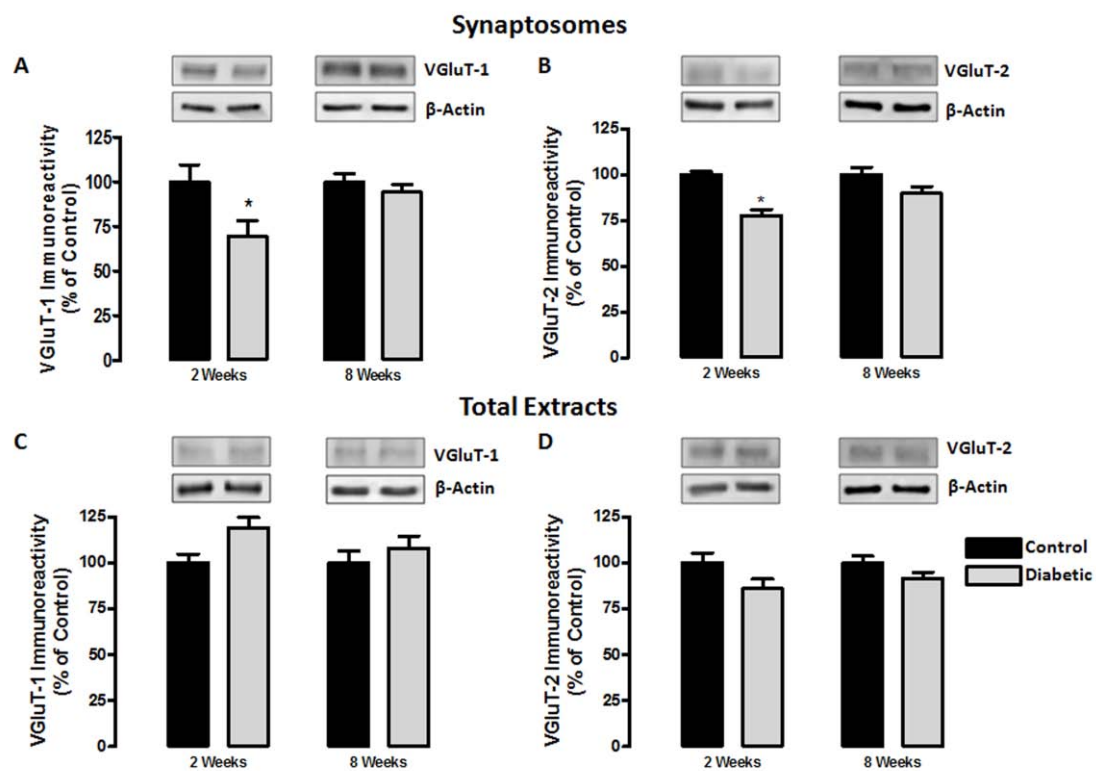 Synaptosomes
A
VGluT-1
β-Actin
VGluT-1 Immunoreactivity
(% of Control)
125
100
75
50
25
0
*
2 Weeks
8 Weeks
B
VGluT-2
β-Actin
VGluT-2 Immunoreactivity
(% of Control)
125
100
75
50
25
0
*
2 Weeks
8 Weeks
Total Extracts
C
VGluT-1
β-Actin
VGluT-1 Immunoreactivity
(% of Control)
125
100
75
50
25
0
2 Weeks
8 Weeks
D
VGluT-2
β-Actin
VGluT-2 Immunoreactivity
(% of Control)
125
100
75
50
25
0
2 Weeks
8 Weeks
Control
Diabetic